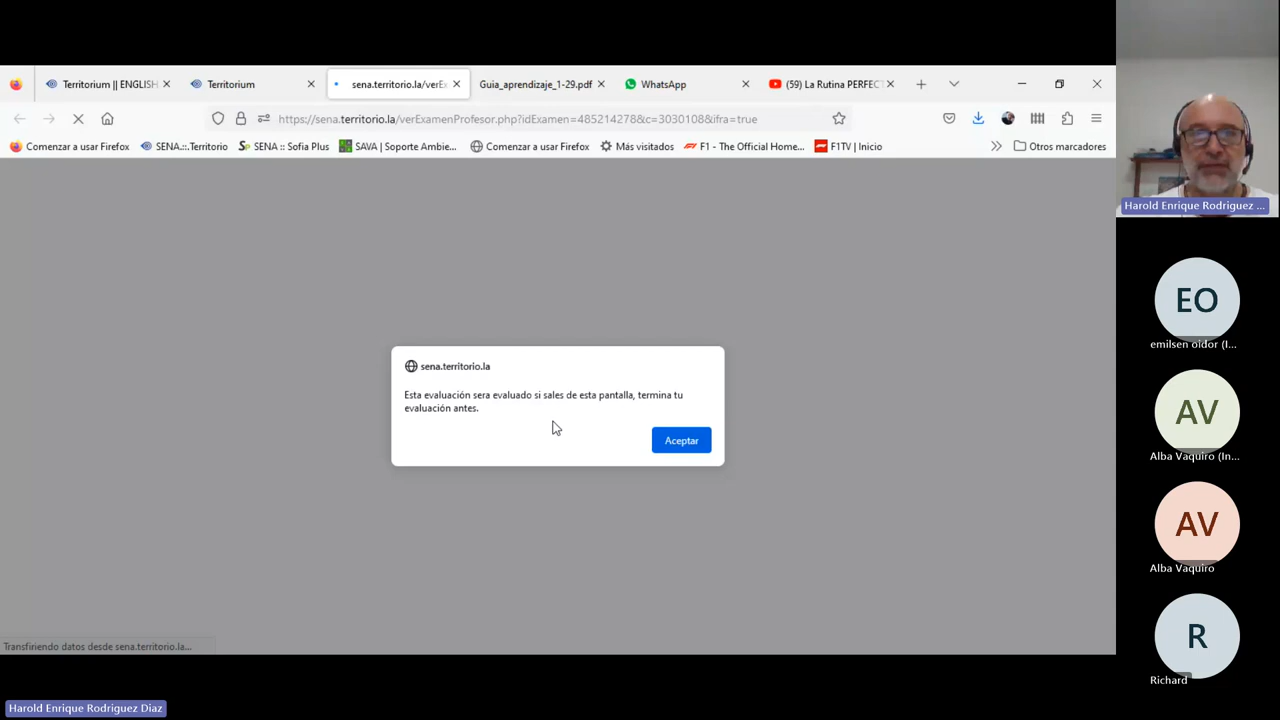 Territorium || ENGLISH
Territorium
sena.territorio.la/verEx
Guia_aprendizaje_1-29.pdf
WhatsApp
(59) La Rutina PERFECT
https://sena.territorio.la/verExamenProfesor.php?idExamen=485214278&c=3030108&ifra=true
Comenzar a usar Firefox
SENA.::.Territorio
SENA :: Sofia Plus
SAVA | Soporte Ambie...
Comenzar a usar Firefox
Más visitados
F1 - The Official Home...
F1TV | Inicio
Otros marcadores
sena.territorio.la
Esta evaluación sera evaluado si sales de esta pantalla, termina tu
evaluación antes.
Aceptar
Transfiriendo datos desde sena.territorio.la...
Harold Enrique Rodriguez Diaz
Harold Enrique Rodriguez ...
EO
emilsen oidor (I...
AV
Alba Vaquiro (In...
AV
Alba Vaquiro
R
Richard